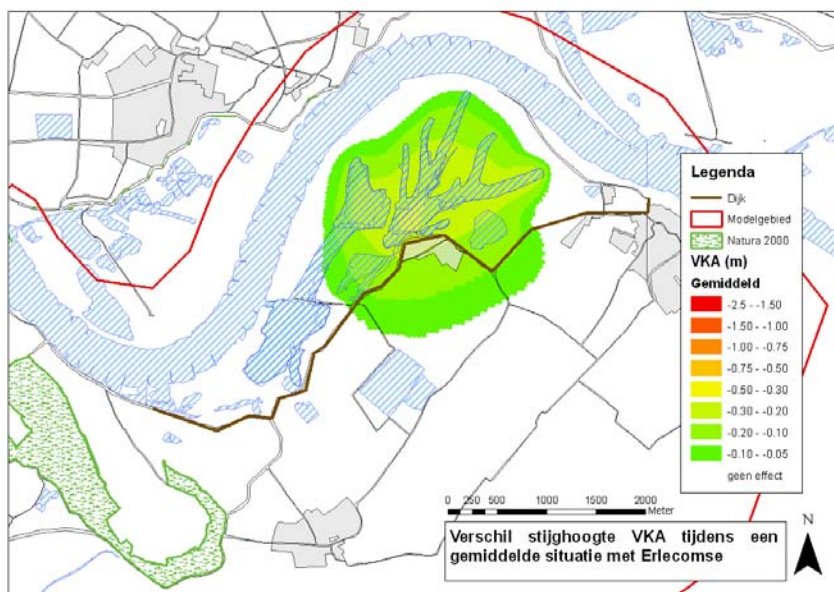 Legenda
Dijk
Modelgebied
Natura 2000
VKA (m)
Gemiddeld
-2.5 - -1.50
-1.50 - -1.00
-1.00 - -0.75
-0.75 - -0.50
-0.50 - -0.30
-0.30 - -0.20
-0.20 - -0.10
-0.10 - -0.05
geen effect
0 250 500 1000 1500 2000
Meter
N
Verschil stijghoogte VKA tijdens een
gemiddelde situatie met Erlecomse